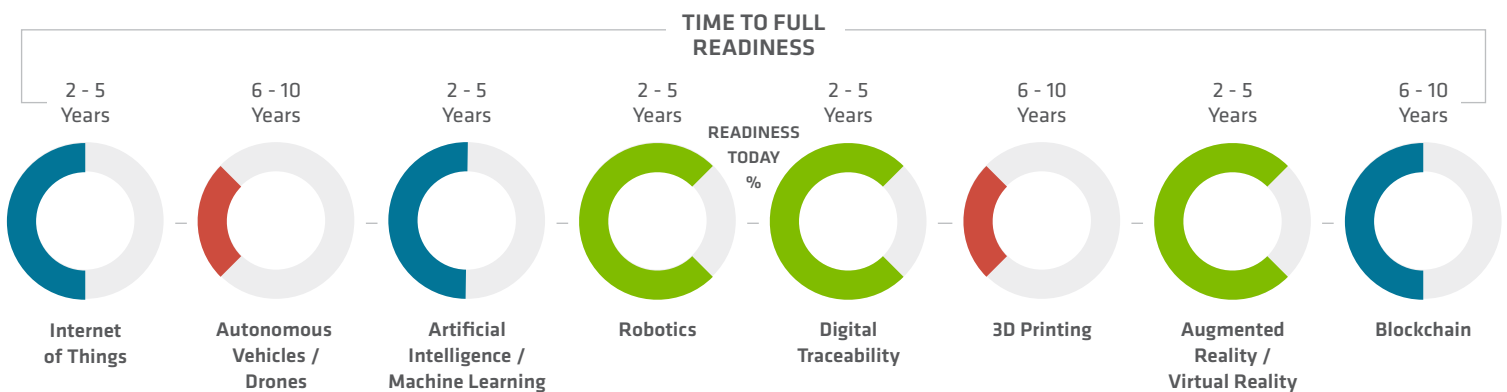 TIME TO FULL
READINESS
2 - 5
Years
6 - 10
Years
2 - 5
Years
2 - 5
Years
READINESS
TODAY
%
2 - 5
Years
6 - 10
Years
2 - 5
Years
6 - 10
Years
Internet
of Things
Autonomous
Vehicles /
Drones
Artificial
Intelligence /
Machine Learning
Robotics
Digital
Traceability
3D Printing
Augmented
Reality /
Virtual Reality
Blockchain